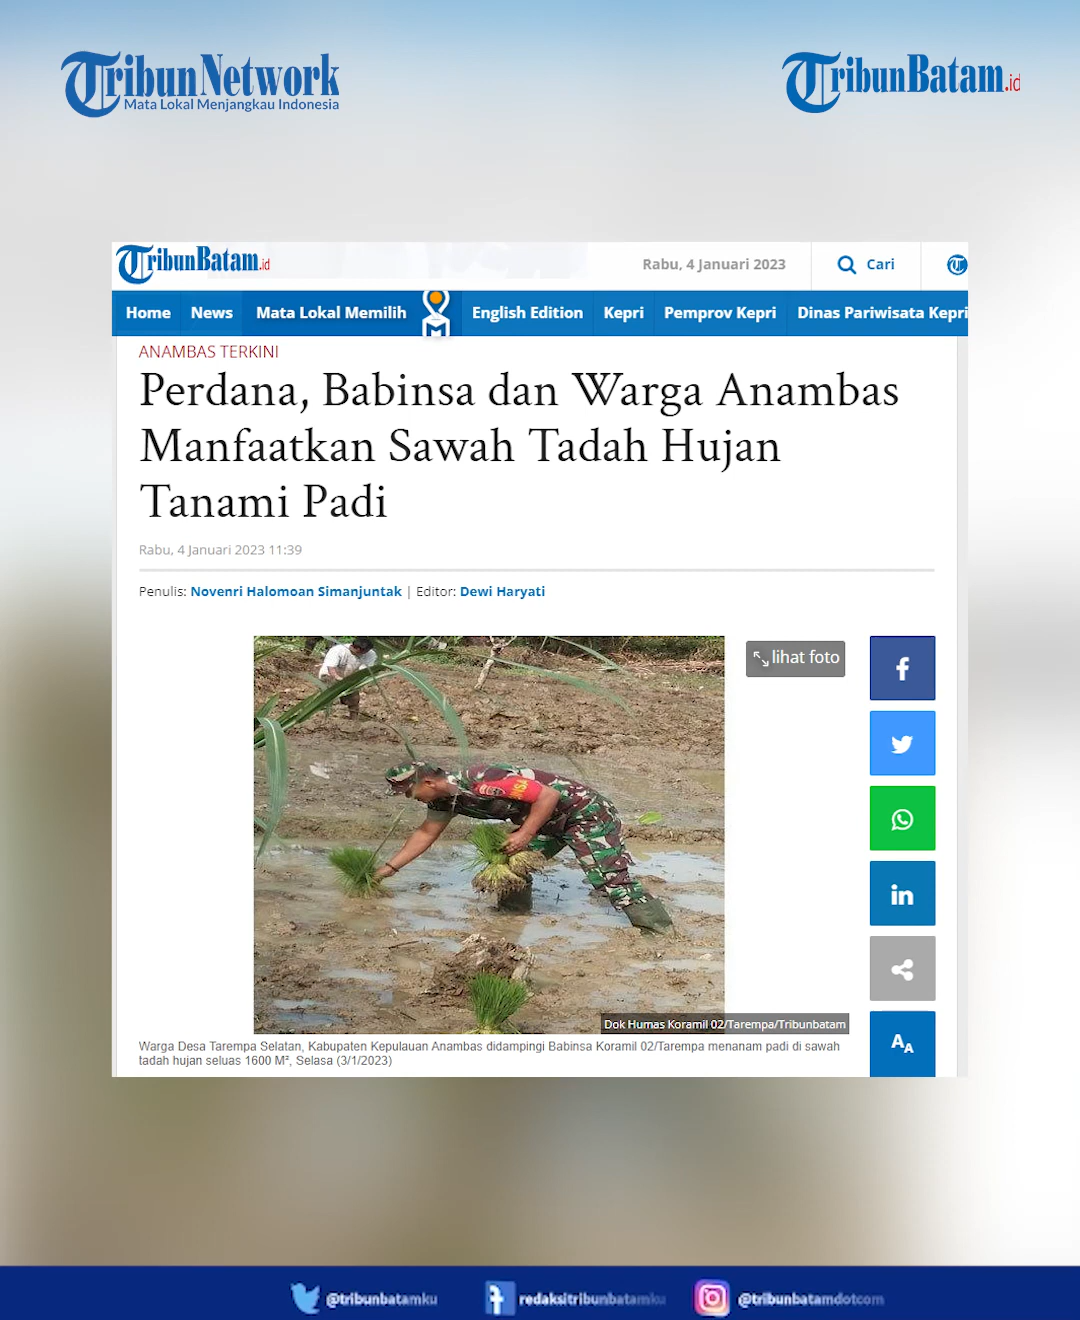 TribunNetwork
Mata Lokal Menjangkau Indonesia
TribunBatam.id
TribunBatam.id
Rabu, 4 Januari 2023
Cari
Home News Mata Lokal Memilih English Edition Kepri Pemprov Kepri Dinas Pariwisata Kepri
ANAMBAS TERKINI
Perdana, Babinsa dan Warga Anambas
Manfaatkan Sawah Tadah Hujan
Tanami Padi
Rabu, 4 Januari 2023 11:39
Penulis: Novenri Halomoan Simanjuntak | Editor: Dewi Haryati
lihat foto
Dok Humas Koramil 02/Tarempa/Tribunbatam
Warga Desa Tarempa Selatan, Kabupaten Kepulauan Anambas didampingi Babinsa Koramil 02/Tarempa menanam padi di sawah
tadah hujan seluas 1600 M², Selasa (3/1/2023)
AA
@tribunbatamku
redaksitribunbatamku
@tribunbatamdotcom